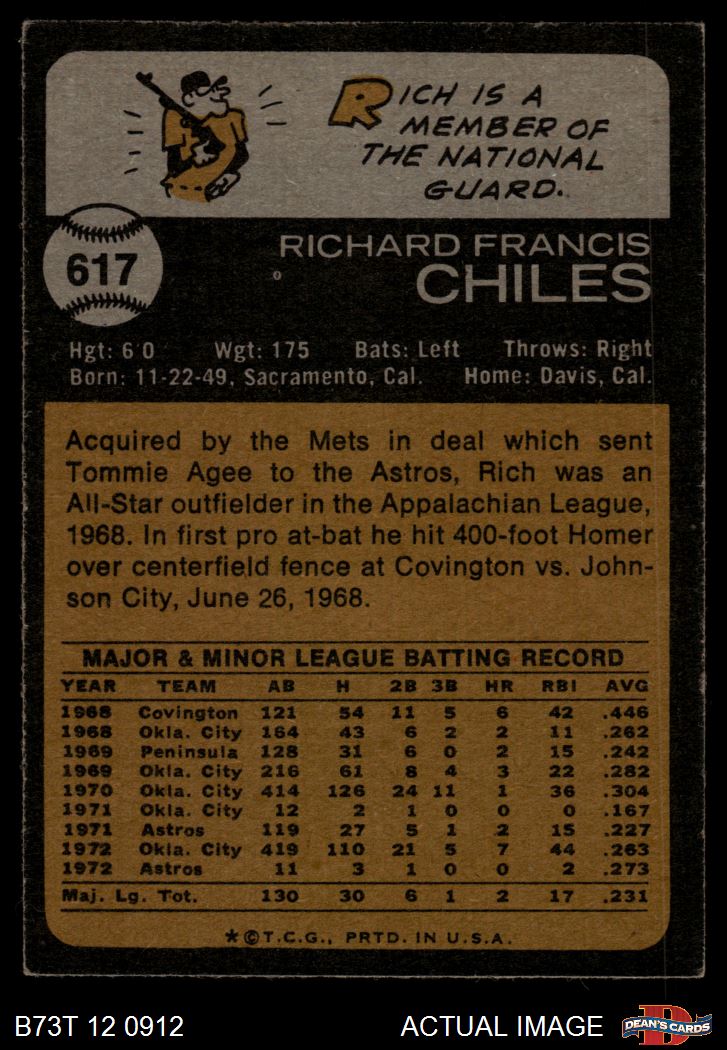 RICH IS A
MEMBER OF
THE NATIONAL
GUARD.
617
RICHARD FRANCIS
CHILES
Hgt: 6 0 Wgt: 175 Bats: Left Throws: Right
Born: 11-22-49, Sacramento, Cal. Home: Davis, Cal.
Acquired by the Mets in deal which sent
Tommie Agee to the Astros, Rich was an
All-Star outfielder in the Appalachian League,
1968. In first pro at-bat he hit 400-foot Homer
over centerfield fence at Covington vs. John-
son City, June 26, 1968.
MAJOR & MINOR LEAGUE BATTING RECORD
YEAR TEAM AB H 2B 3B HR RBI AVG
1968 Covington 121 54 11 5 6 42 .446
1968 Okla. City 164 43 6 2 2 11 .262
1969 Peninsula 128 31 6 0 2 15 .242
1969 Okla. City 216 61 8 4 3 22 .282
1970 Okla. City 414 126 24 11 1 36 .304
1971 Okla. City 12 2 1 0 0 0 .167
1971 Astros 119 27 5 1 2 15 .227
1972 Okla. City 419 110 21 5 7 44 .263
1972 Astros 11 3 1 0 0 2 .273
Maj. Lg. Tot. 130 30 6 1 2 17 .231
*©T.C.G., PRTD. IN U.S.A.
B73T 12 0912 ACTUAL IMAGE D DEAN'S CARDS